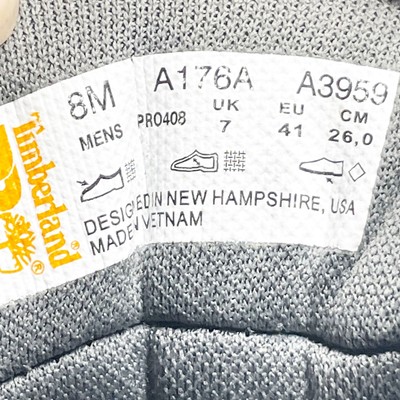 Timberland®
®
8M A176A A3959
MENS PRO408 UK EU CM
7 41 26,0
DESIGNED IN NEW HAMPSHIRE, USA
MADE IN VIETNAM